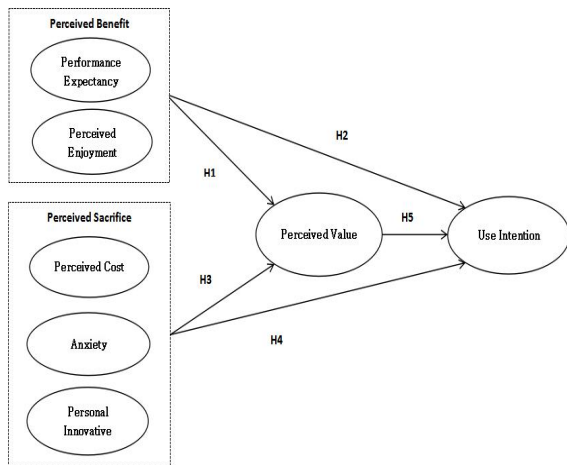 Perceived Benefit
Performance
Expectancy
Perceived
Enjoyment
H2
H1
Perceived Sacrifice
Perceived Value
H5
Use Intention
Perceived Cost
H3
H4
Anxiety
Personal
Innovative